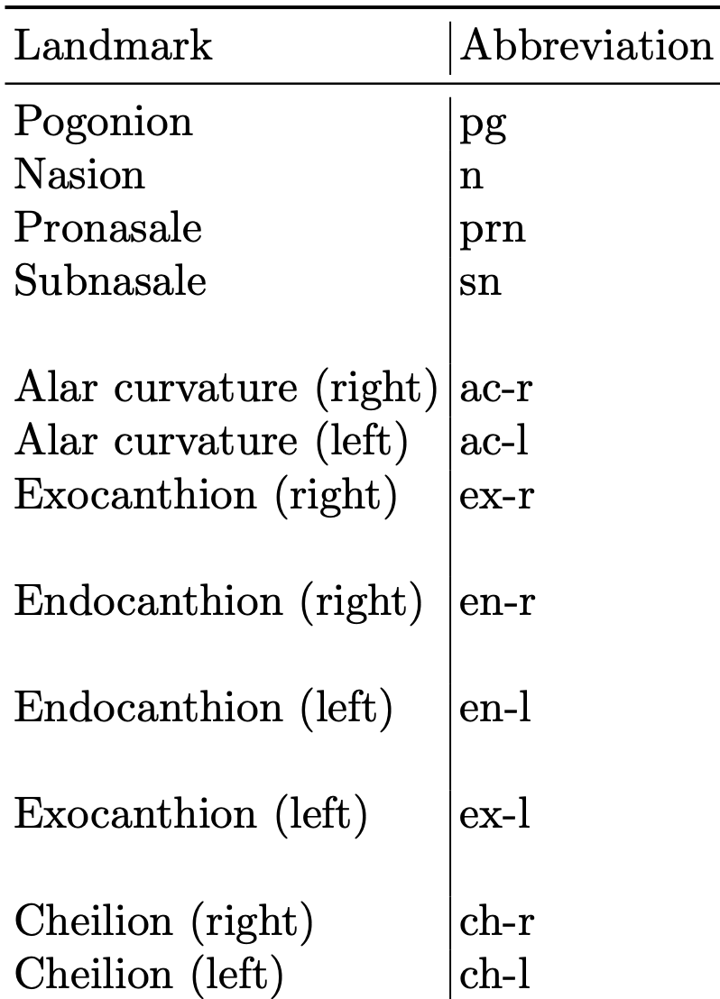 Landmark Abbreviation
Pogonion pg
Nasion n
Pronasale prn
Subnasale sn
Alar curvature (right) ac-r
Alar curvature (left) ac-l
Exocanthion (right) ex-r
Endocanthion (right) en-r
Endocanthion (left) en-l
Exocanthion (left) ex-l
Cheilion (right) ch-r
Cheilion (left) ch-l